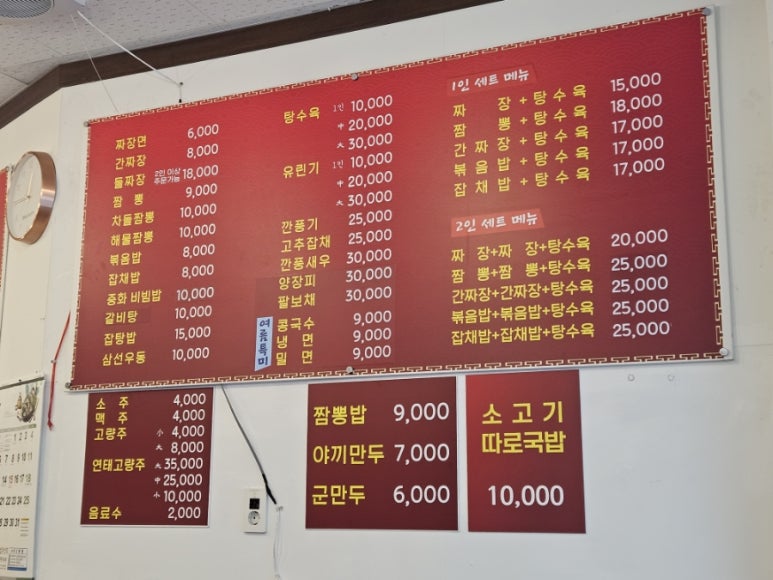 짜장면 6,000
간짜장 8,000
들짜장 2인 이상 주문가능 18,000
짬 뽕 9,000
차돌짬뽕 10,000
해물짬뽕 10,000
볶음밥 8,000
잡채밥 8,000
중화 비빔밥 10,000
갈비탕 10,000
잡탕밥 15,000
삼선우동 10,000
탕수육 1인 10,000
中 20,000
大 30,000
유린기 1인 10,000
中 20,000
大 30,000
깐풍기 25,000
고추잡채 25,000
깐풍새우 30,000
양장피 30,000
팔보채 30,000
여름특미
콩국수 9,000
냉 면 9,000
밀 면 9,000
1인 세트 메뉴
짜 장+탕수육 15,000
짬 뽕+탕수육 18,000
간짜장+탕수육 17,000
볶음밥+탕수육 17,000
잡채밥+탕수육 17,000
2인 세트 메뉴
짜 장+짜 장+탕수육 20,000
짬 뽕+짬 뽕+탕수육 25,000
간짜장+간짜장+탕수육 25,000
볶음밥+볶음밥+탕수육 25,000
잡채밥+잡채밥+탕수육 25,000
소 주 4,000
맥 주 4,000
고량주 小 4,000
大 8,000
연태고량주 大 35,000
中 25,000
小 10,000
음료수 2,000
짬뽕밥 9,000
야끼만두 7,000
군만두 6,000
소고기
따로국밥
10,000